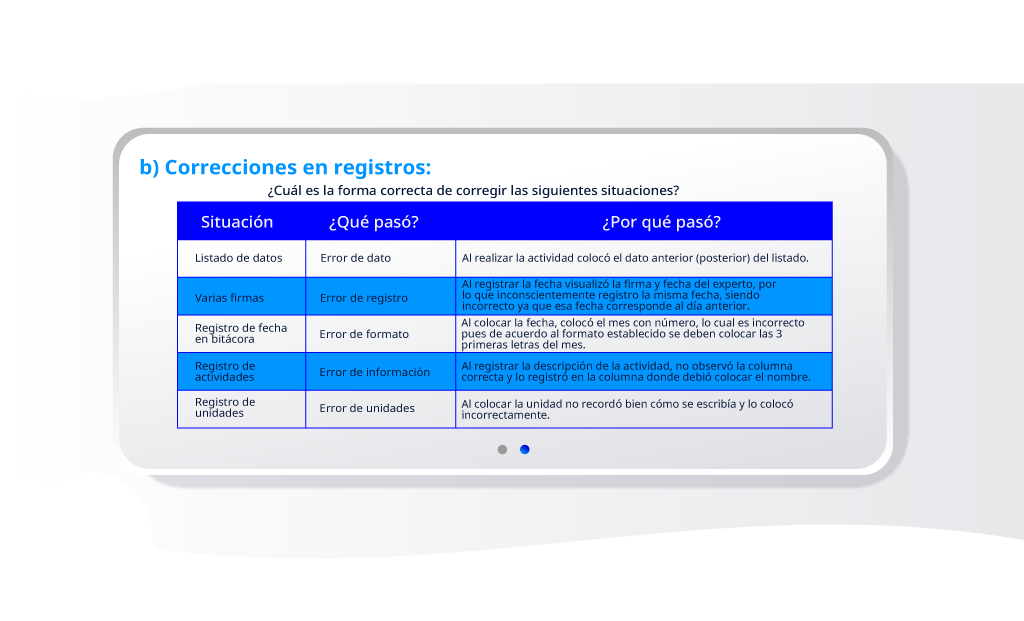 b) Correcciones en registros:
¿Cuál es la forma correcta de corregir las siguientes situaciones?
Situación ¿Qué pasó? ¿Por qué pasó?
Listado de datos Error de dato Al realizar la actividad colocó el dato anterior (posterior) del listado.
Varias firmas Error de registro
Al registrar la fecha visualizó la firma y fecha del experto, por
lo que inconscientemente registro la misma fecha, siendo
incorrecto ya que esa fecha corresponde al día anterior.
Registro de fecha
en bitácora
Error de formato
Al colocar la fecha, colocó el mes con número, lo cual es incorrecto
pues de acuerdo al formato establecido se deben colocar las 3
primeras letras del mes.
Registro de
actividades
Error de información
Al registrar la descripción de la actividad, no observó la columna
correcta y lo registró en la columna donde debió colocar el nombre.
Registro de
unidades
Error de unidades
Al colocar la unidad no recordó bien cómo se escribía y lo colocó
incorrectamente.